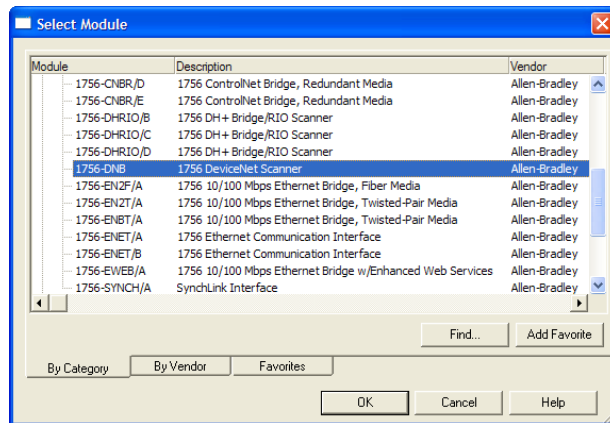 Select Module
Module Description Vendor
1756-CNBR/D 1756 ControlNet Bridge, Redundant Media Allen-Bradley
1756-CNBR/E 1756 ControlNet Bridge, Redundant Media Allen-Bradley
1756-DHRIO/B 1756 DH+ Bridge/RIO Scanner Allen-Bradley
1756-DHRIO/C 1756 DH+ Bridge/RIO Scanner Allen-Bradley
1756-DHRIO/D 1756 DH+ Bridge/RIO Scanner Allen-Bradley
1756-DNB 1756 DeviceNet Scanner Allen-Bradley
1756-EN2F/A 1756 10/100 Mbps Ethernet Bridge, Fiber Media Allen-Bradley
1756-EN2T/A 1756 10/100 Mbps Ethernet Bridge, Twisted-Pair Media Allen-Bradley
1756-ENBT/A 1756 10/100 Mbps Ethernet Bridge, Twisted-Pair Media Allen-Bradley
1756-ENET/A 1756 Ethernet Communication Interface Allen-Bradley
1756-ENET/B 1756 Ethernet Communication Interface Allen-Bradley
1756-EWEB/A 1756 10/100 Mbps Ethernet Bridge w/Enhanced Web Services Allen-Bradley
1756-SYNCH/A SynchLink Interface Allen-Bradley
Find... Add Favorite
By Category By Vendor Favorites
OK Cancel Help